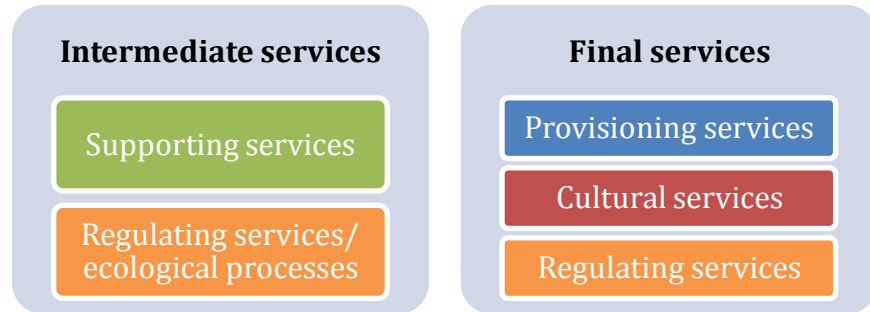 Intermediate services
Supporting services
Regulating services/
ecological processes
Final services
Provisioning services
Cultural services
Regulating services